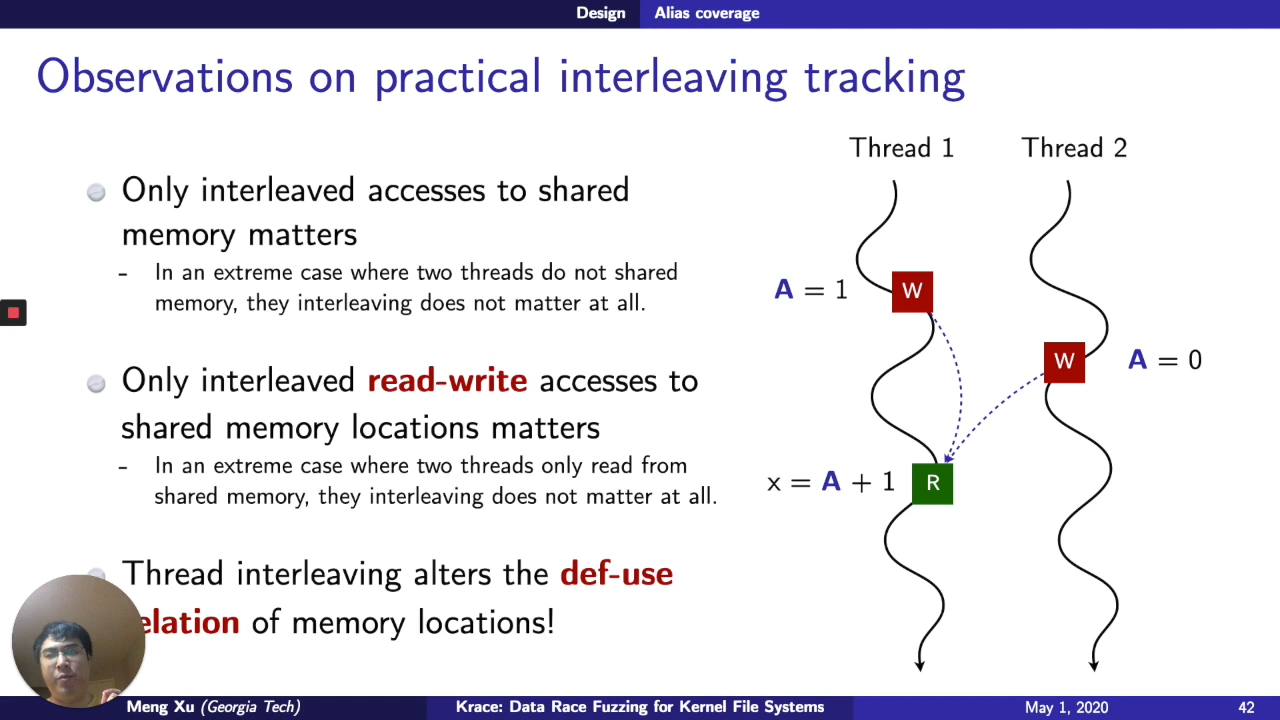 Design Alias coverage
Observations on practical interleaving tracking
Only interleaved accesses to shared
memory matters
- In an extreme case where two threads do not shared
memory, they interleaving does not matter at all.
Only interleaved read-write accesses to
shared memory locations matters
- In an extreme case where two threads only read from
shared memory, they interleaving does not matter at all.
Thread interleaving alters the def-use
elation of memory locations!
Thread 1 Thread 2
A = 1 W
W A = 0
x = A + 1 R
Meng Xu (Georgia Tech) Krace: Data Race Fuzzing for Kernel File Systems May 1, 2020 42